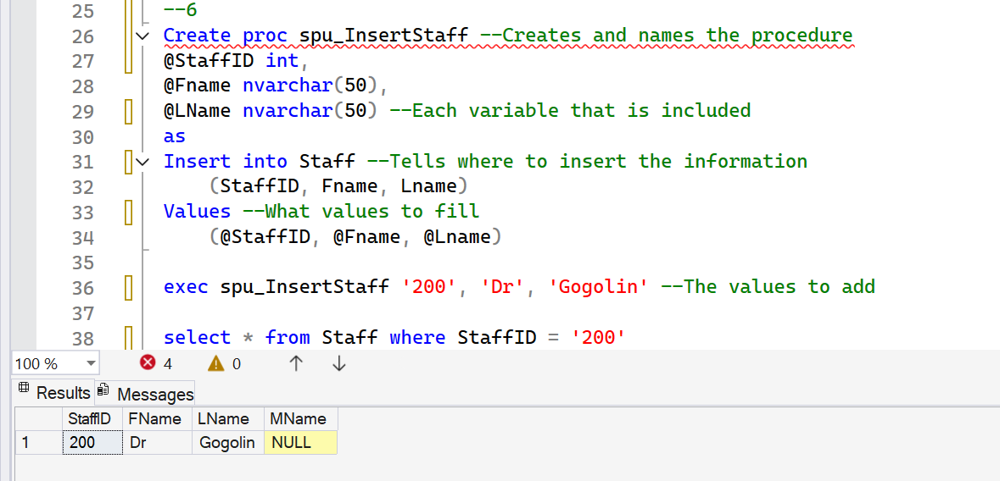 25 --6
26 Create proc spu_InsertStaff --Creates and names the procedure
27 @StaffID int,
28 @Fname nvarchar(50),
29 @LName nvarchar(50) --Each variable that is included
30 as
31 Insert into Staff --Tells where to insert the information
32 (StaffID, Fname, Lname)
33 Values --What values to fill
34 (@StaffID, @Fname, @Lname)
35
36 exec spu_InsertStaff '200', 'Dr', 'Gogolin' --The values to add
37
38 select * from Staff where StaffID = '200'
100 % 4 0 ↑ ↓
Results Messages
StaffID FName LName MName
1 200 Dr Gogolin NULL